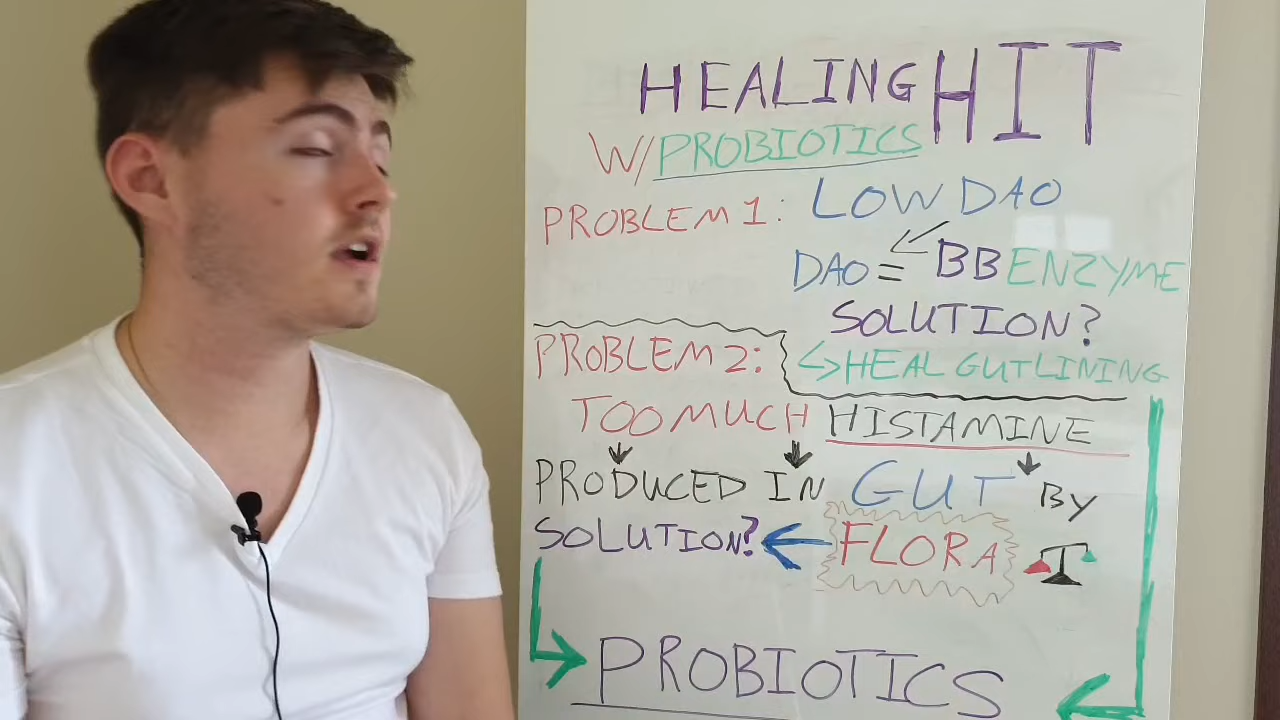 HEALING HIT
W/PROBIOTICS
PROBLEM 1: LOW DAO
DAO = BB ENZYME
SOLUTION?
HEAL GUT LINING
PROBLEM 2:
TOO MUCH HISTAMINE
PRODUCED IN GUT BY
FLORA
SOLUTION?
PROBIOTICS